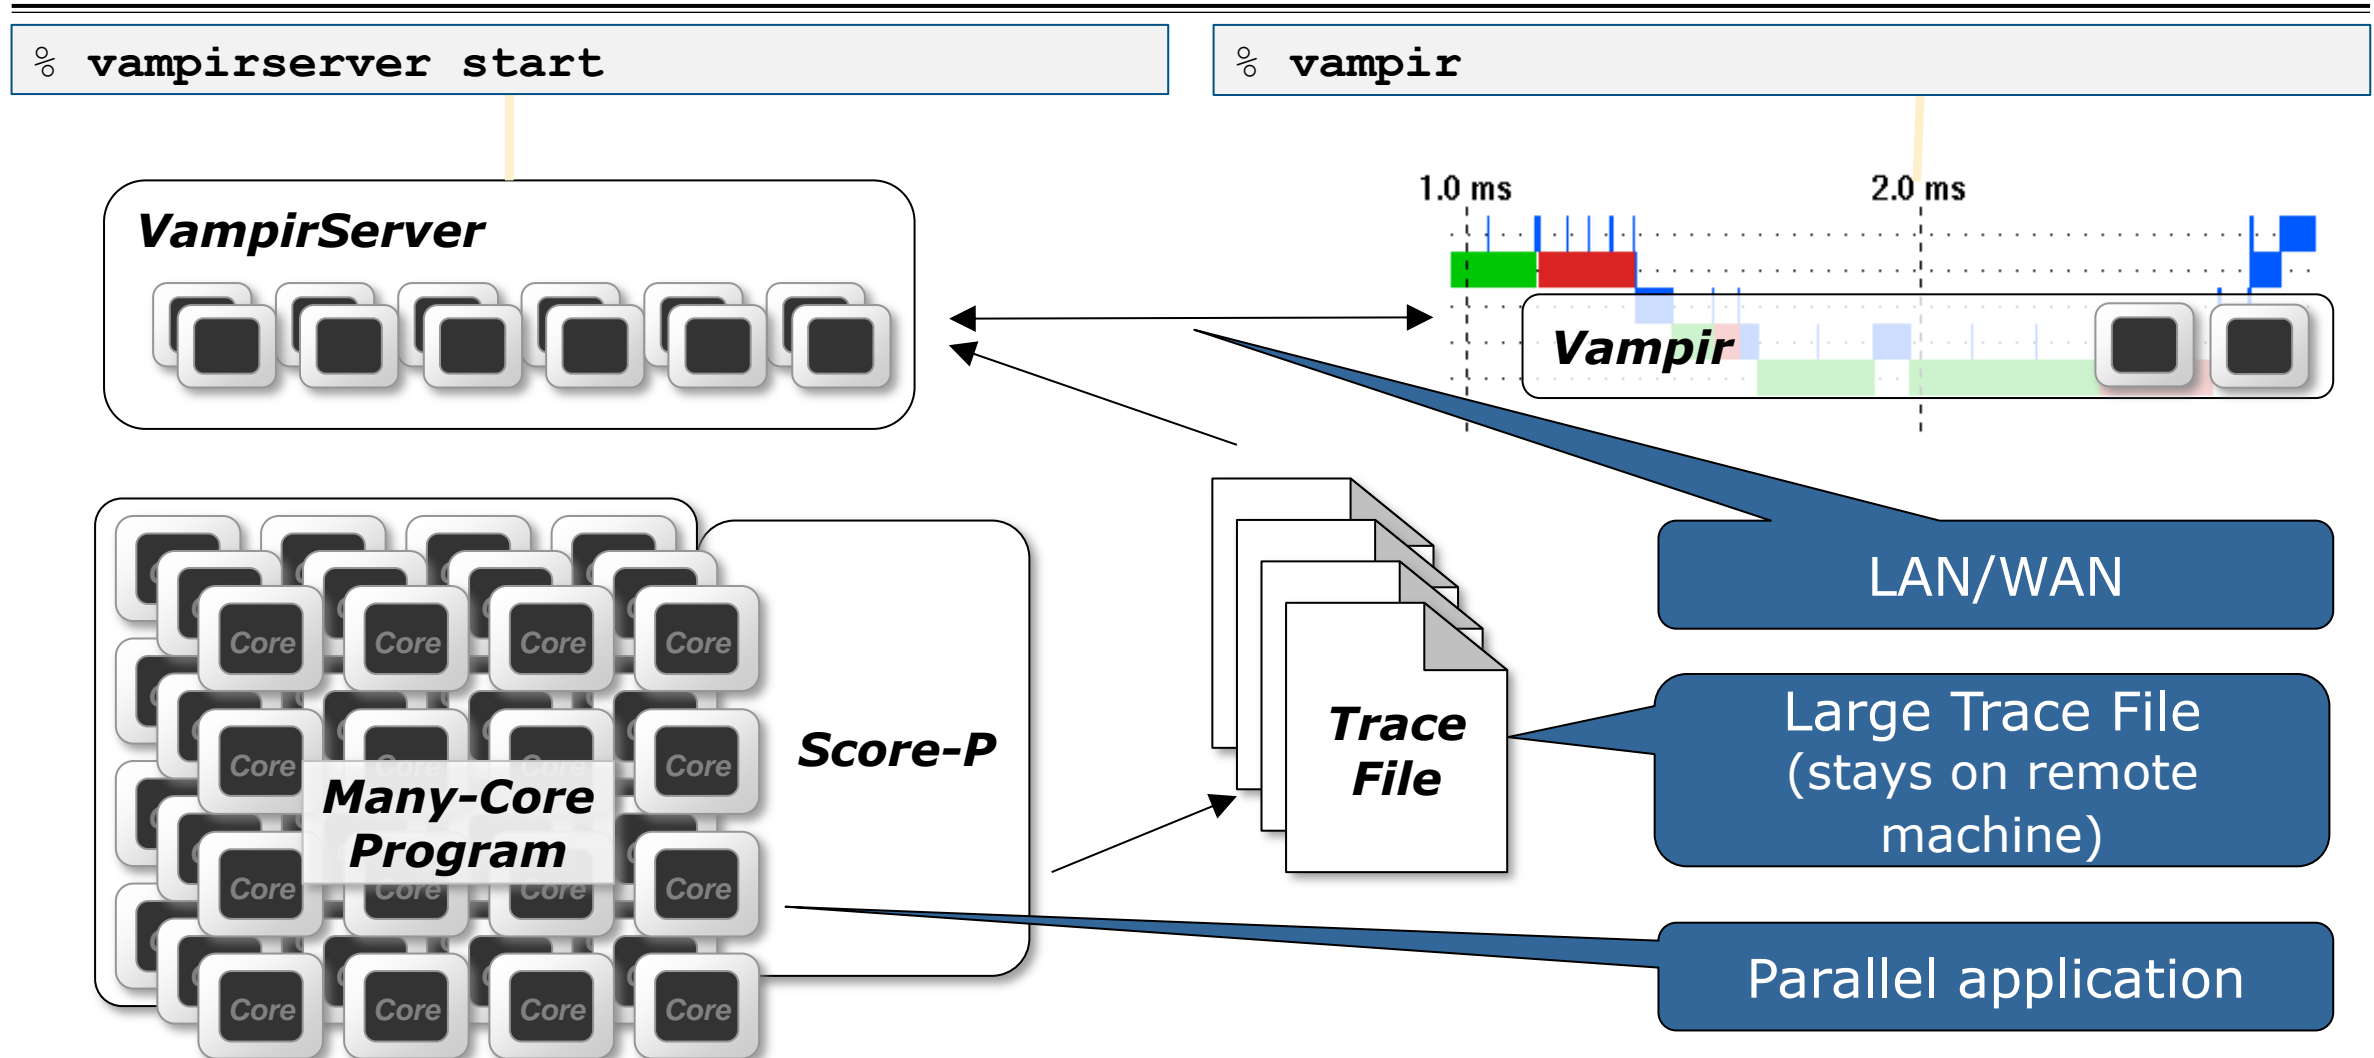 % vampirserver start
% vampir
VampirServer
1.0 ms
2.0 ms
Vampir
LAN/WAN
Core Core Core Core
Score-P
Trace
File
Large Trace File
(stays on remote
machine)
Core Core
Many-Core
Program
Core Core Core Core
Parallel application
Core Core Core Core